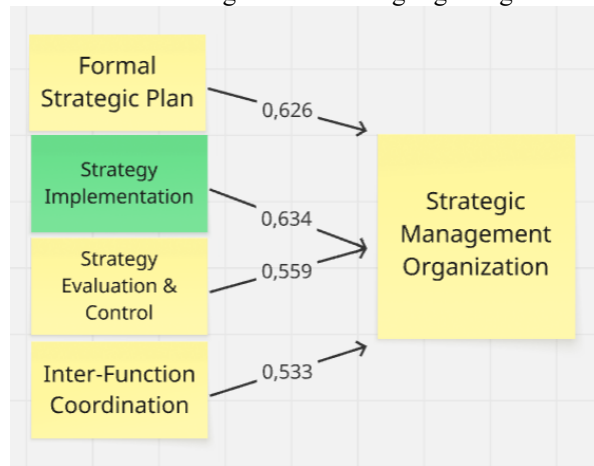 Formal
Strategic Plan
0,626
Strategy
Implementation
0,634
Strategy
Evaluation &
Control
0,559
Inter-Function
Coordination
0,533
Strategic
Management
Organization